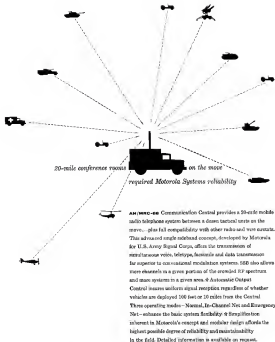 20-mile conference rooms on the move
required Motorola Systems reliability
AN/MRC-66 Communication Central provides a 20-mile mobile
radio telephone system between a dozen tactical units on the
move... plus full compatibility with other radio and wire systems.
This advanced single sideband concept, developed by Motorola
for U.S. Army Signal Corps, offers the transmission of
simultaneous voice, teletype, facsimile and data transmission
far superior to conventional modulation systems. SSB also allows
more channels in a given portion of the crowded RF spectrum
and more systems in a given area. Automatic Output
Control insures uniform signal reception regardless of whether
vehicles are deployed 100 feet or 10 miles from the Central
Three operating modes—Normal, In-Channel Net and Emergency
Net—enhance the basic system flexibility Simplification
inherent in Motorola's concept and modular design affords the
highest possible degree of reliability and maintainability
in the field. Detailed information is available on request.